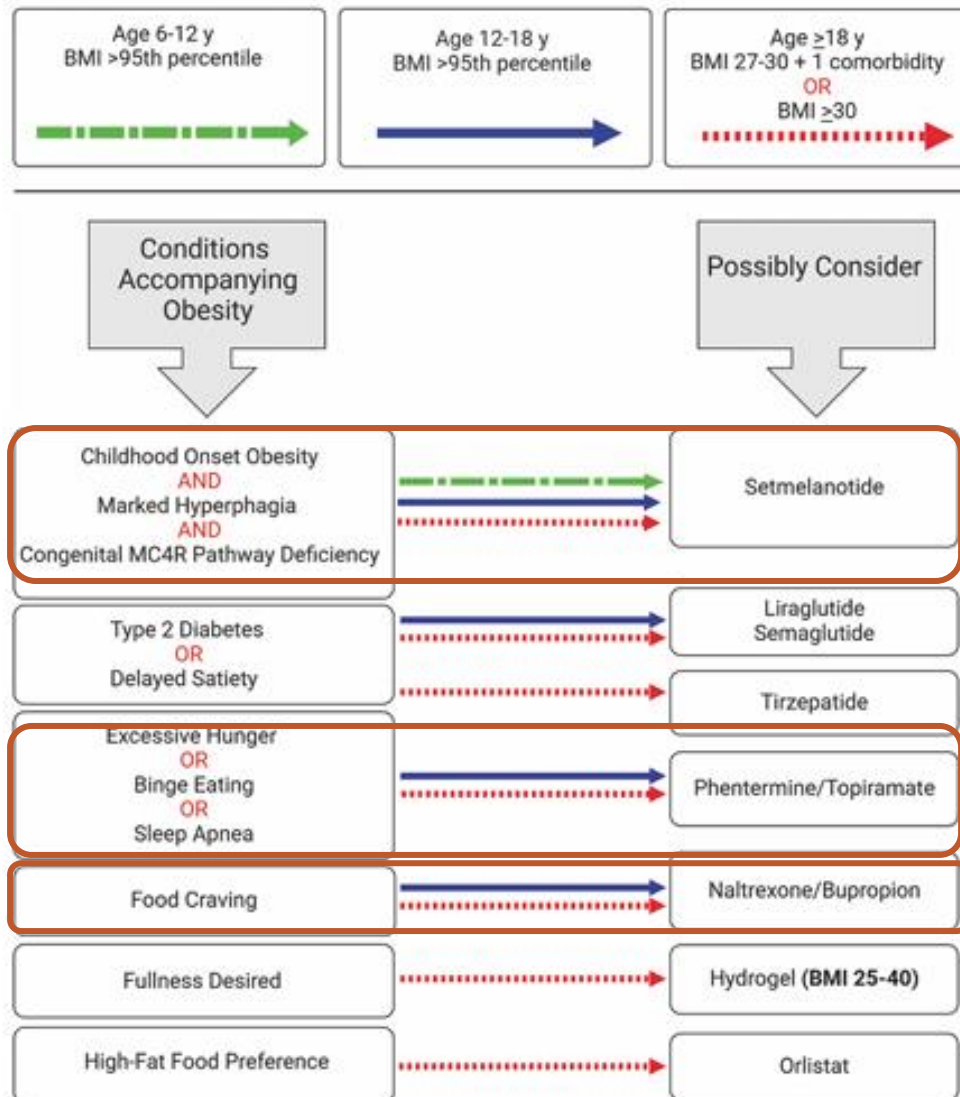 Age 6-12 y
BMI >95th percentile
Age 12-18 y
BMI >95th percentile
Age ≥18 y
BMI 27-30 + 1 comorbidity
OR
BMI ≥30
Conditions
Accompanying
Obesity
Possibly Consider
Childhood Onset Obesity
AND
Marked Hyperphagia
AND
Congenital MC4R Pathway Deficiency
Setmelanotide
Type 2 Diabetes
OR
Delayed Satiety
Liraglutide
Semaglutide
Tirzepatide
Excessive Hunger
OR
Binge Eating
OR
Sleep Apnea
Phentermine/Topiramate
Food Craving
Naltrexone/Bupropion
Fullness Desired
Hydrogel (BMI 25-40)
High-Fat Food Preference
Orlistat